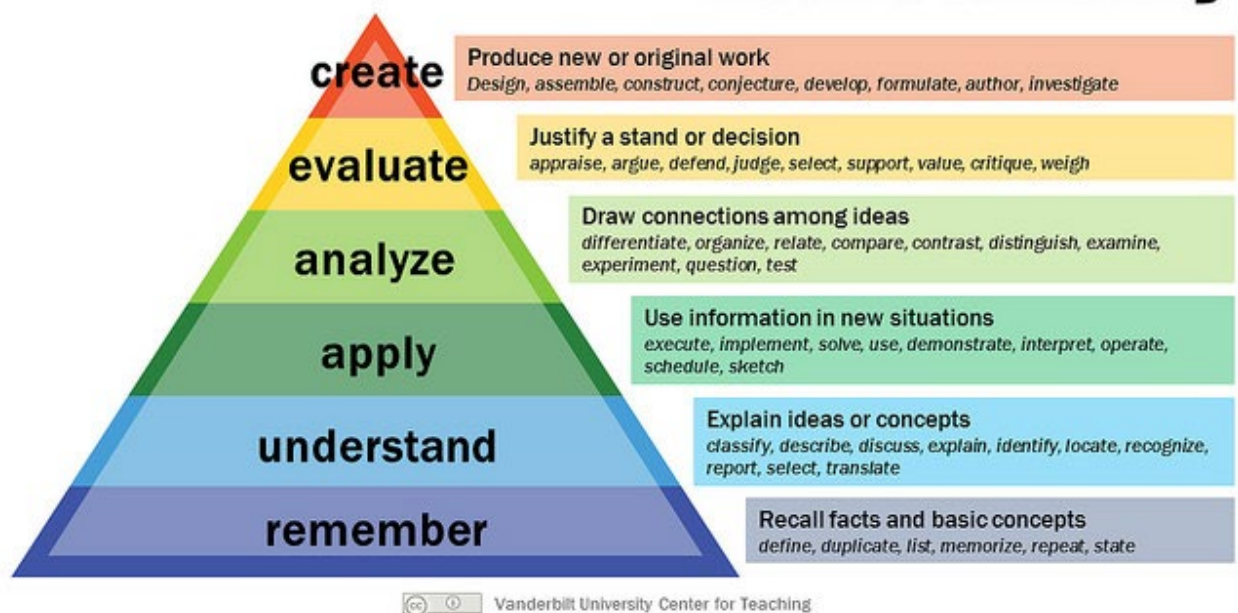 create
Produce new or original work
Design, assemble, construct, conjecture, develop, formulate, author, investigate
evaluate
Justify a stand or decision
appraise, argue, defend, judge, select, support, value, critique, weigh
analyze
Draw connections among ideas
differentiate, organize, relate, compare, contrast, distinguish, examine,
experiment, question, test
apply
Use information in new situations
execute, implement, solve, use, demonstrate, interpret, operate,
schedule, sketch
understand
Explain ideas or concepts
classify, describe, discuss, explain, identify, locate, recognize,
report, select, translate
remember
Recall facts and basic concepts
define, duplicate, list, memorize, repeat, state
cc
Vanderbilt University Center for Teaching